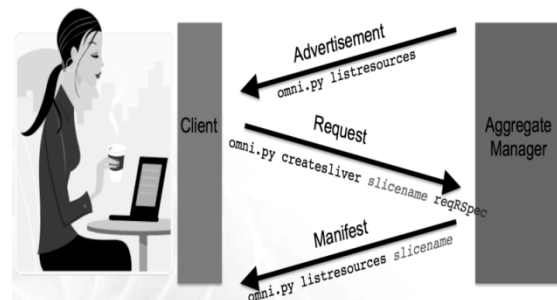 Advertisement
omni.py listresources
Client
Request
omni.py createsliver slicename reqRSpec
Aggregate
Manager
Manifest
omni.py listresources slicename